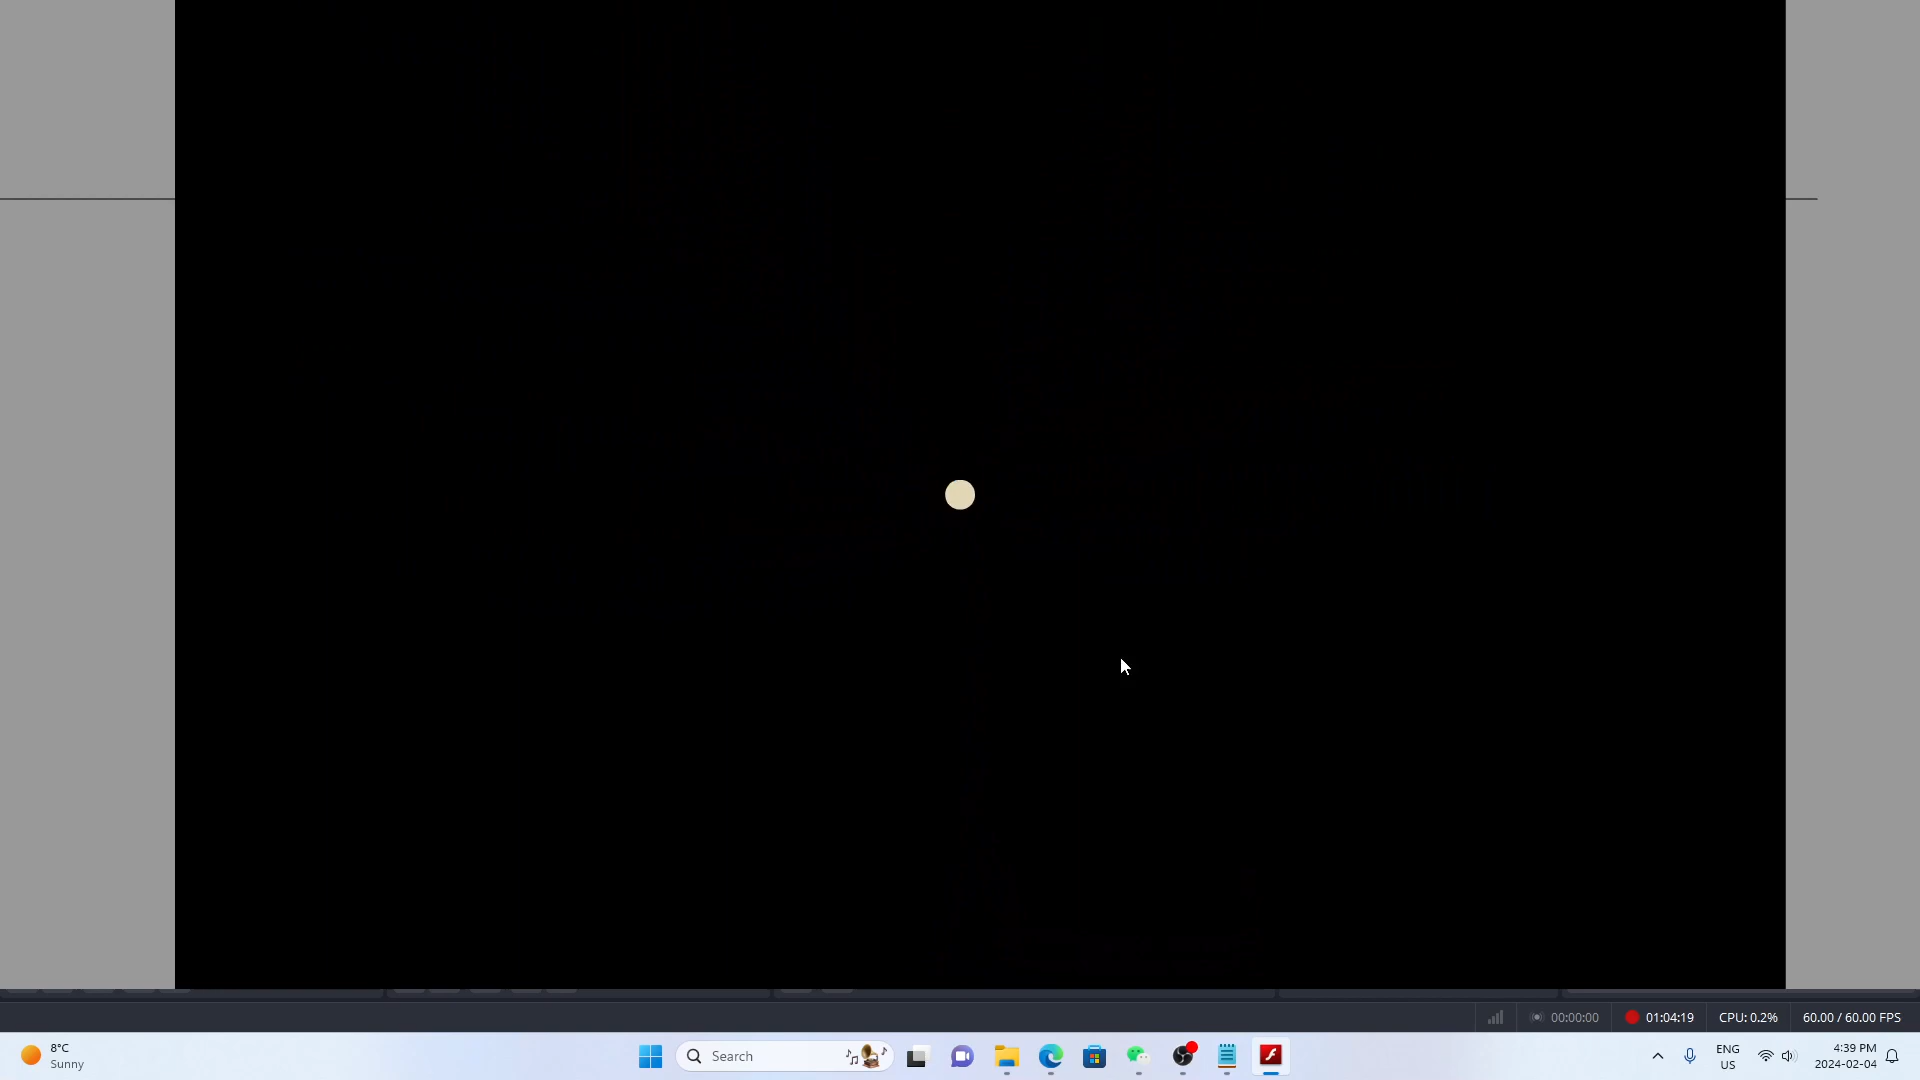 00:00:00
01:04:19
CPU: 0.2%
60.00 / 60.00 FPS
8°C
Sunny
Search
ENG
US
4:39 PM
2024-02-04